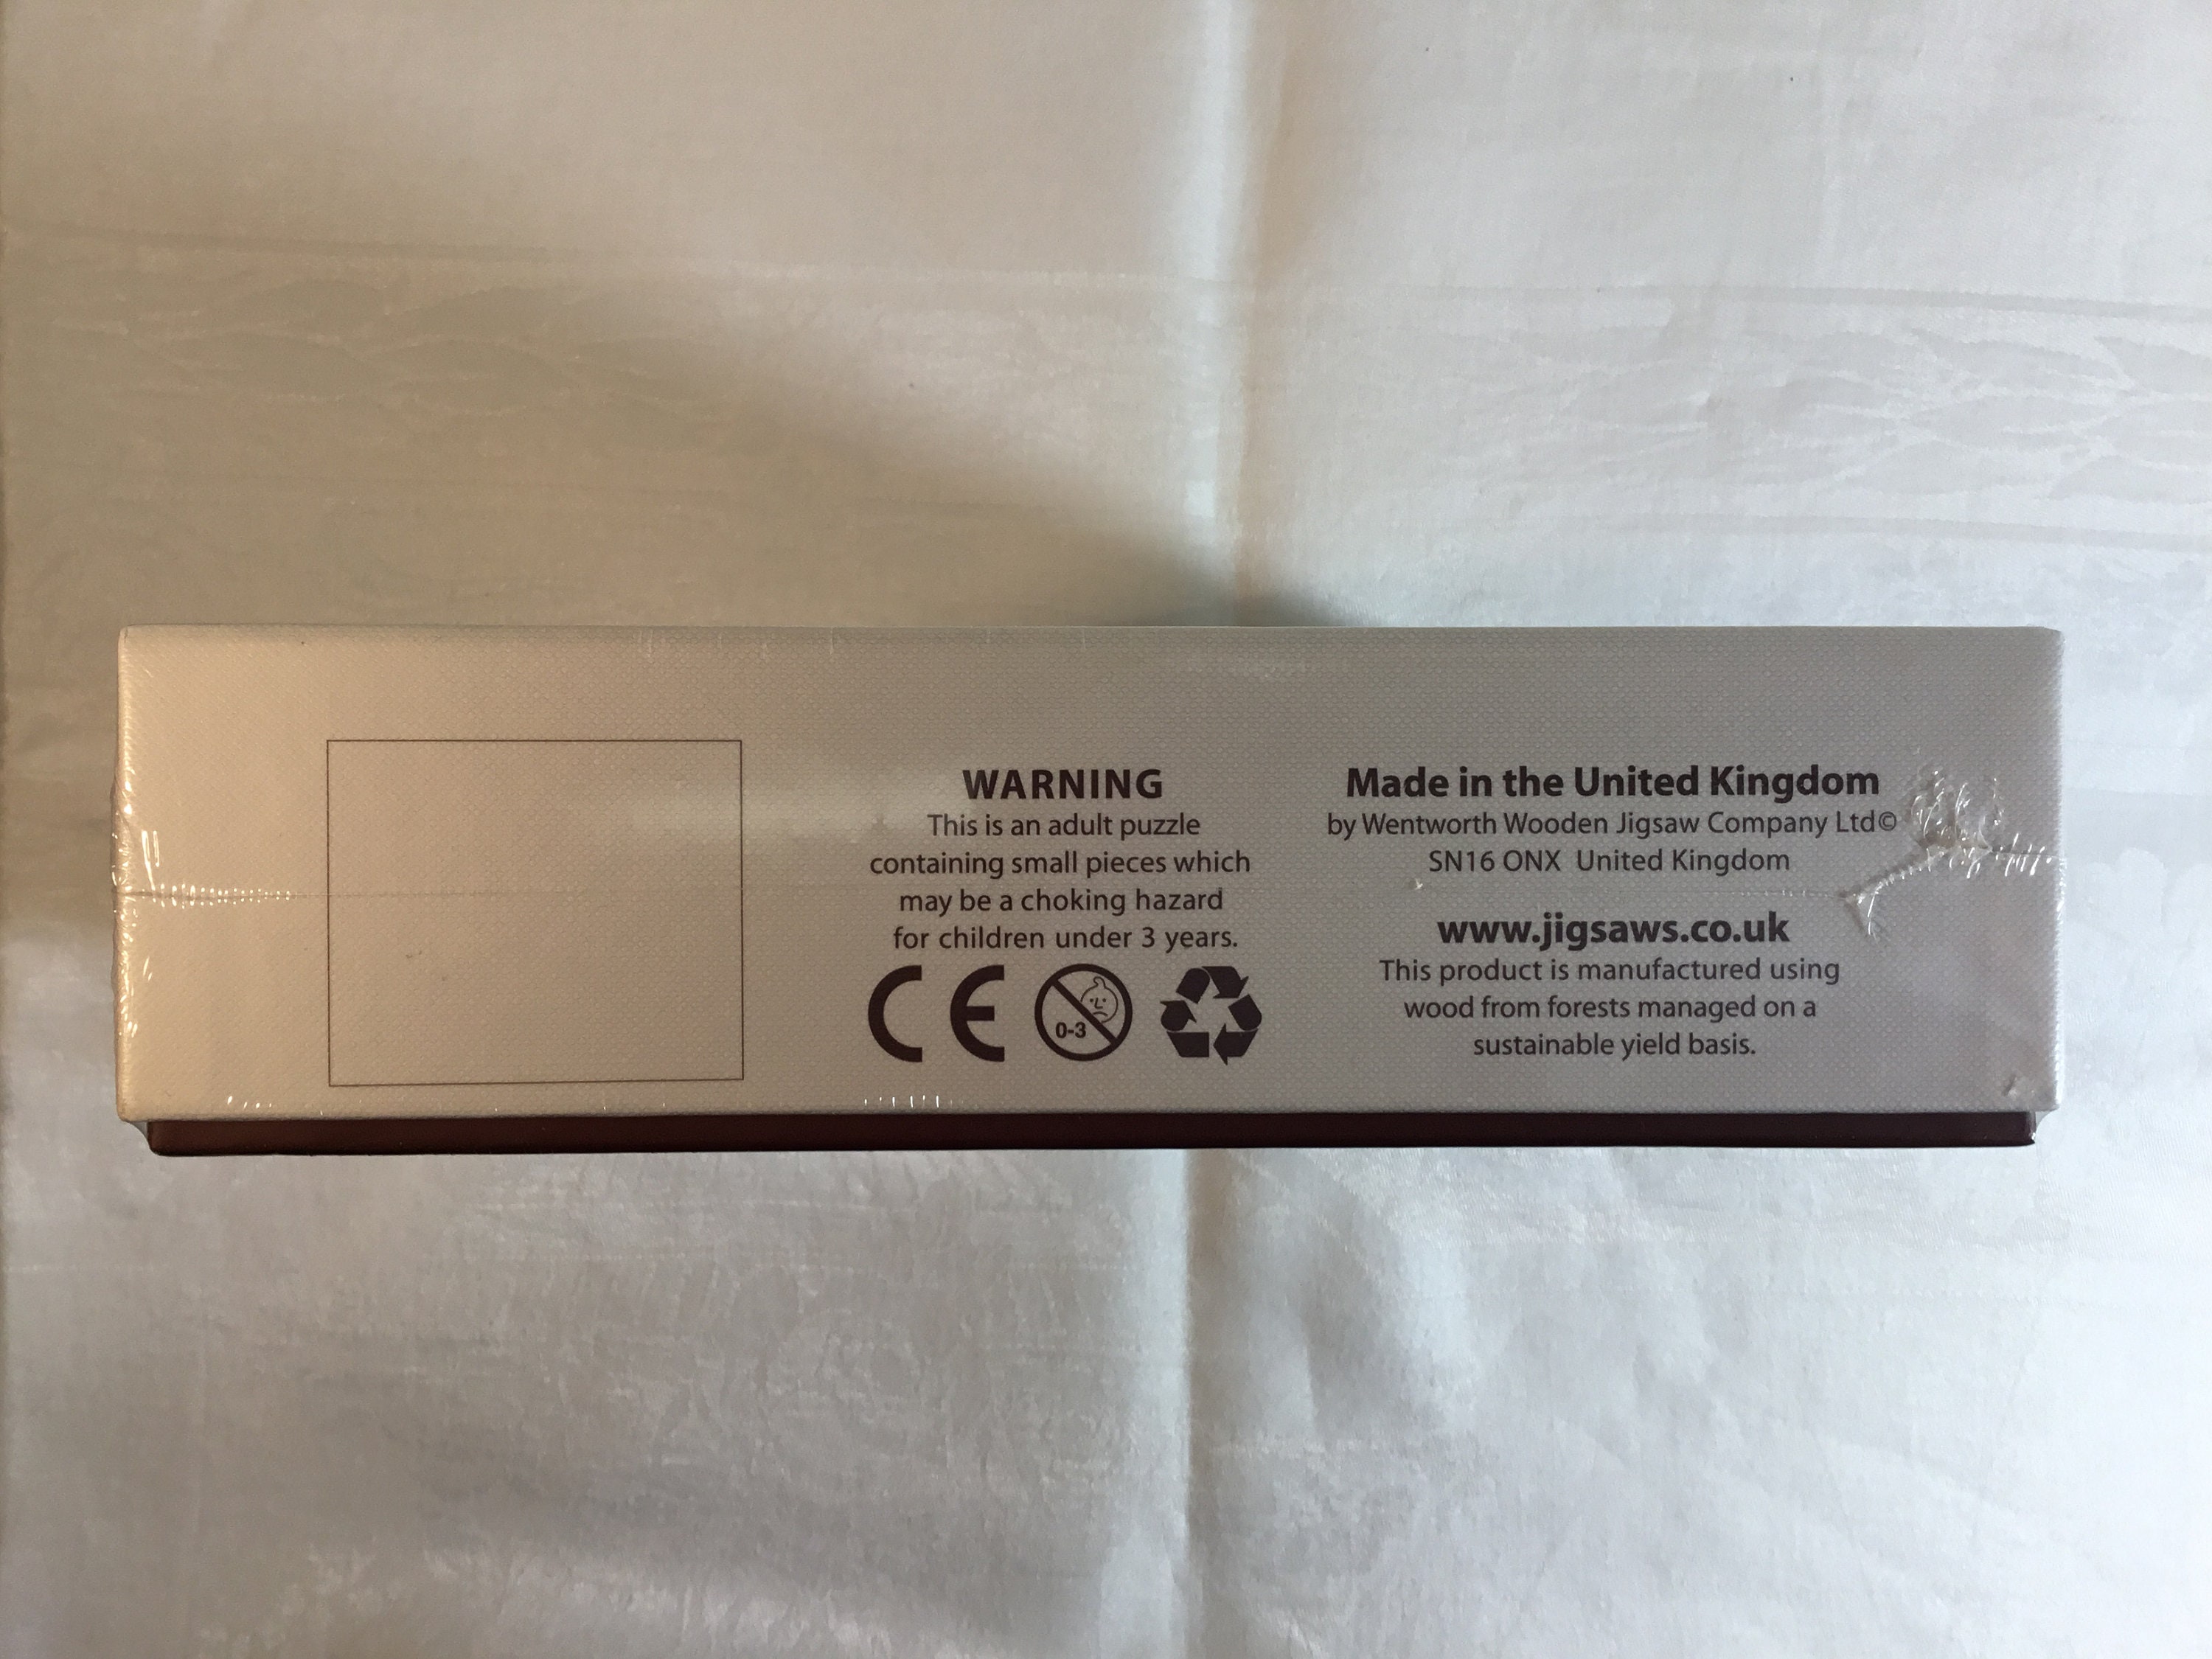 WARNING
This is an adult puzzle
containing small pieces which
may be a choking hazard
for children under 3 years.
CE
0-3
Made in the United Kingdom
by Wentworth Wooden Jigsaw Company Ltd©
SN16 ONX United Kingdom
www.jigsaws.co.uk
This product is manufactured using
wood from forests managed on a
sustainable yield basis.